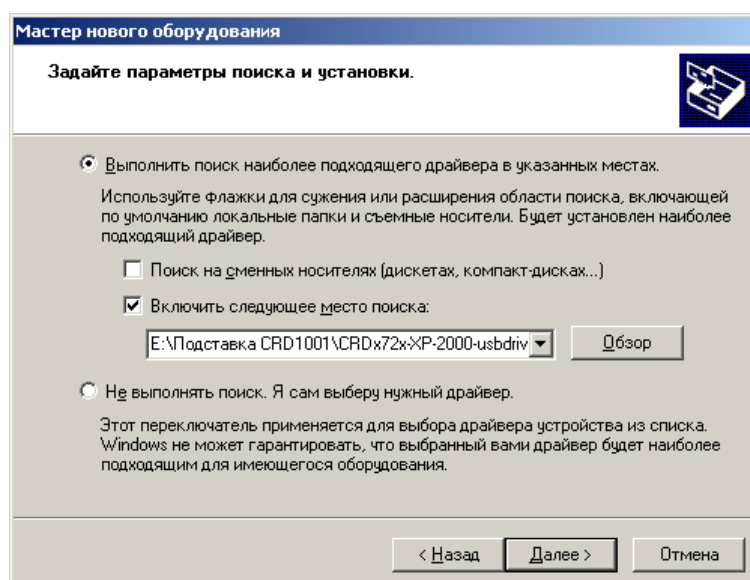 Мастер нового оборудования
Задайте параметры поиска и установки.
Выполнить поиск наиболее подходящего драйвера в указанных местах.
Используйте флажки для сужения или расширения области поиска, включающей
по умолчанию локальные папки и съемные носители. Будет установлен наиболее
подходящий драйвер.
Поиск на сменных носителях (дискетах, компакт-дисках...)
Включить следующее место поиска:
E:\Подставка CRD1001\CRDx72x-XP-2000-usbdriv
Обзор
Не выполнять поиск. Я сам выберу нужный драйвер.
Этот переключатель применяется для выбора драйвера устройства из списка.
Windows не может гарантировать, что выбранный вами драйвер будет наиболее
подходящим для имеющегося оборудования.
< Назад
Далее >
Отмена